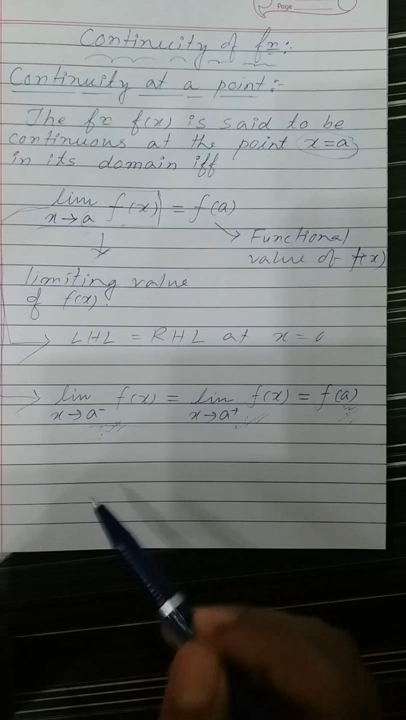 Page
Continuity of fx:
Continuity at a point:-
The fx f(x) is said to be
continuous at the point x=a
in its domain iff
lim x→a f(x) = f(a)
→ Functional
value of f(x)
limiting value
of f(x).
→ LHL = RHL at x=
→ lim x→a⁻ f(x) = lim x→a⁺ f(x) = f(a)